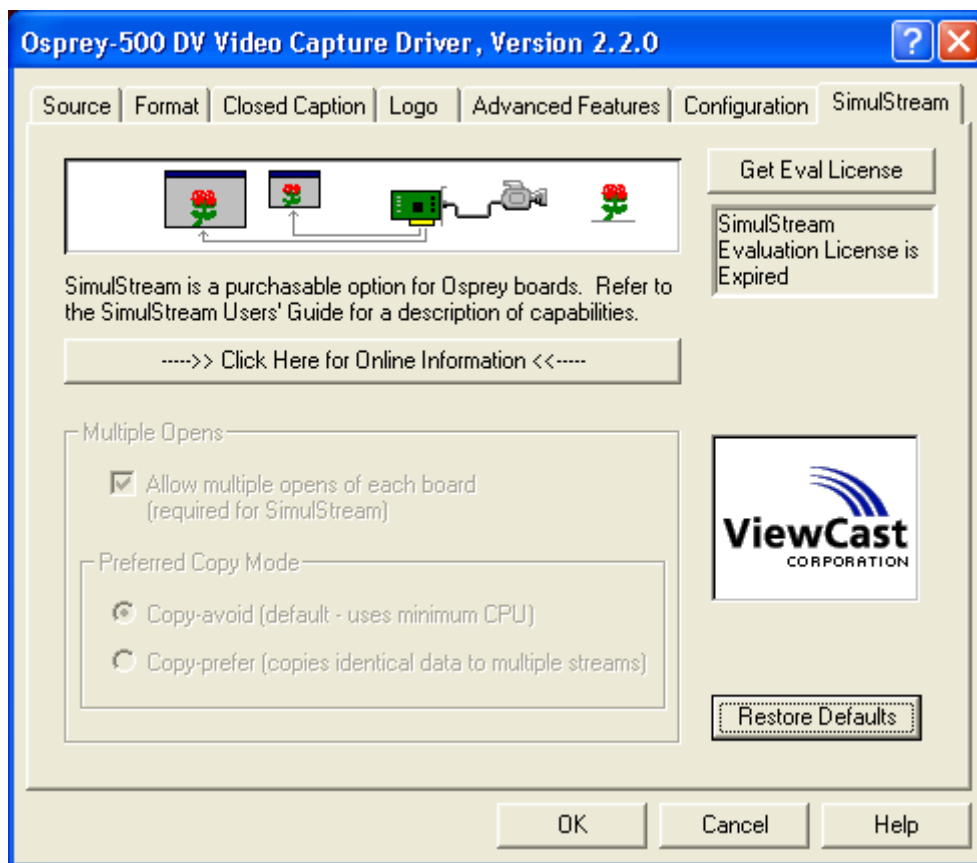 Osprey-500 DV Video Capture Driver, Version 2.2.0
Source Format Closed Caption Logo Advanced Features Configuration SimulStream
Get Eval License
SimulStream
Evaluation License is
Expired
SimulStream is a purchasable option for Osprey boards. Refer to
the SimulStream Users' Guide for a description of capabilities.
----->> Click Here for Online Information <<-----
Multiple Opens
Allow multiple opens of each board
(required for SimulStream)
Preferred Copy Mode
Copy-avoid (default - uses minimum CPU)
Copy-prefer (copies identical data to multiple streams)
ViewCast
CORPORATION
Restore Defaults
OK Cancel Help